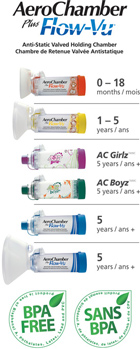 AeroChamber
Plus Flow-Vu
Anti-Static Valved Holding Chamber
Chambre de Retenue Valvée Antistatique
0 – 18
months / mois
1 – 5
years / ans
AC Girlz
5 years / ans +
AC Boyz
5 years / ans +
5
years / ans +
5
years / ans +
BPA
FREE
SANS
BPA